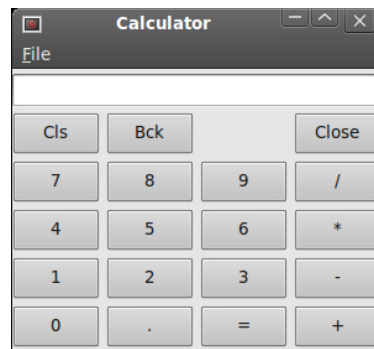 Calculator
File
Cls Bck Close
7 8 9 /
4 5 6 *
1 2 3 -
0 . = +